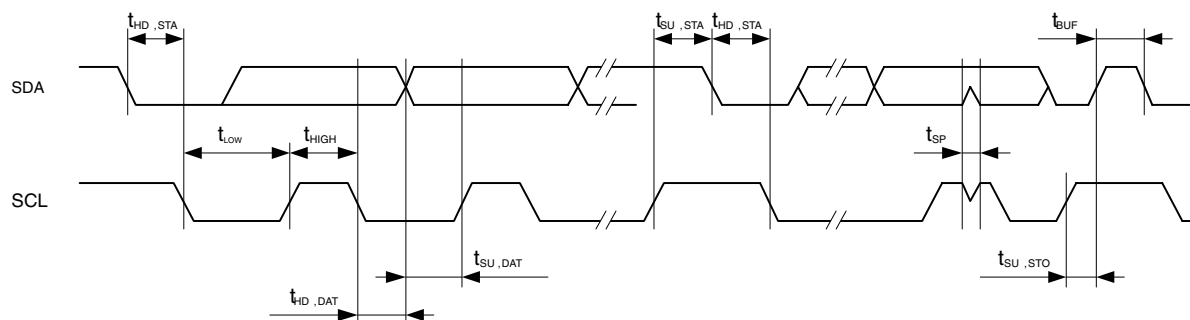 tHD,STA
tSU,STA
tHD,STA
tBUF
SDA
tLOW
tHIGH
tSP
SCL
tSU,DAT
tSU,STO
tHD,DAT